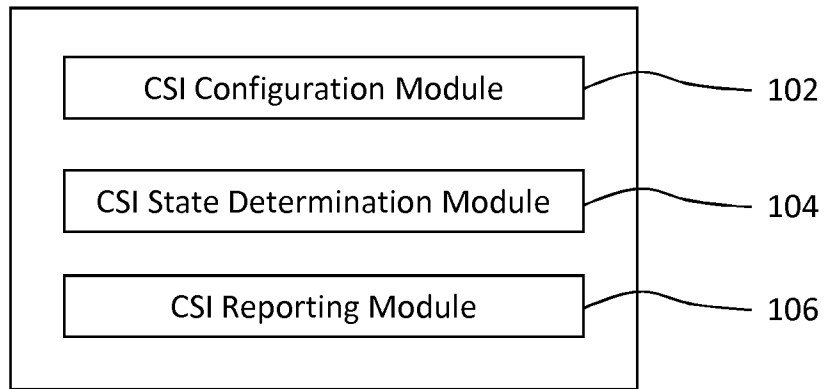 CSI Configuration Module 102
CSI State Determination Module 104
CSI Reporting Module 106